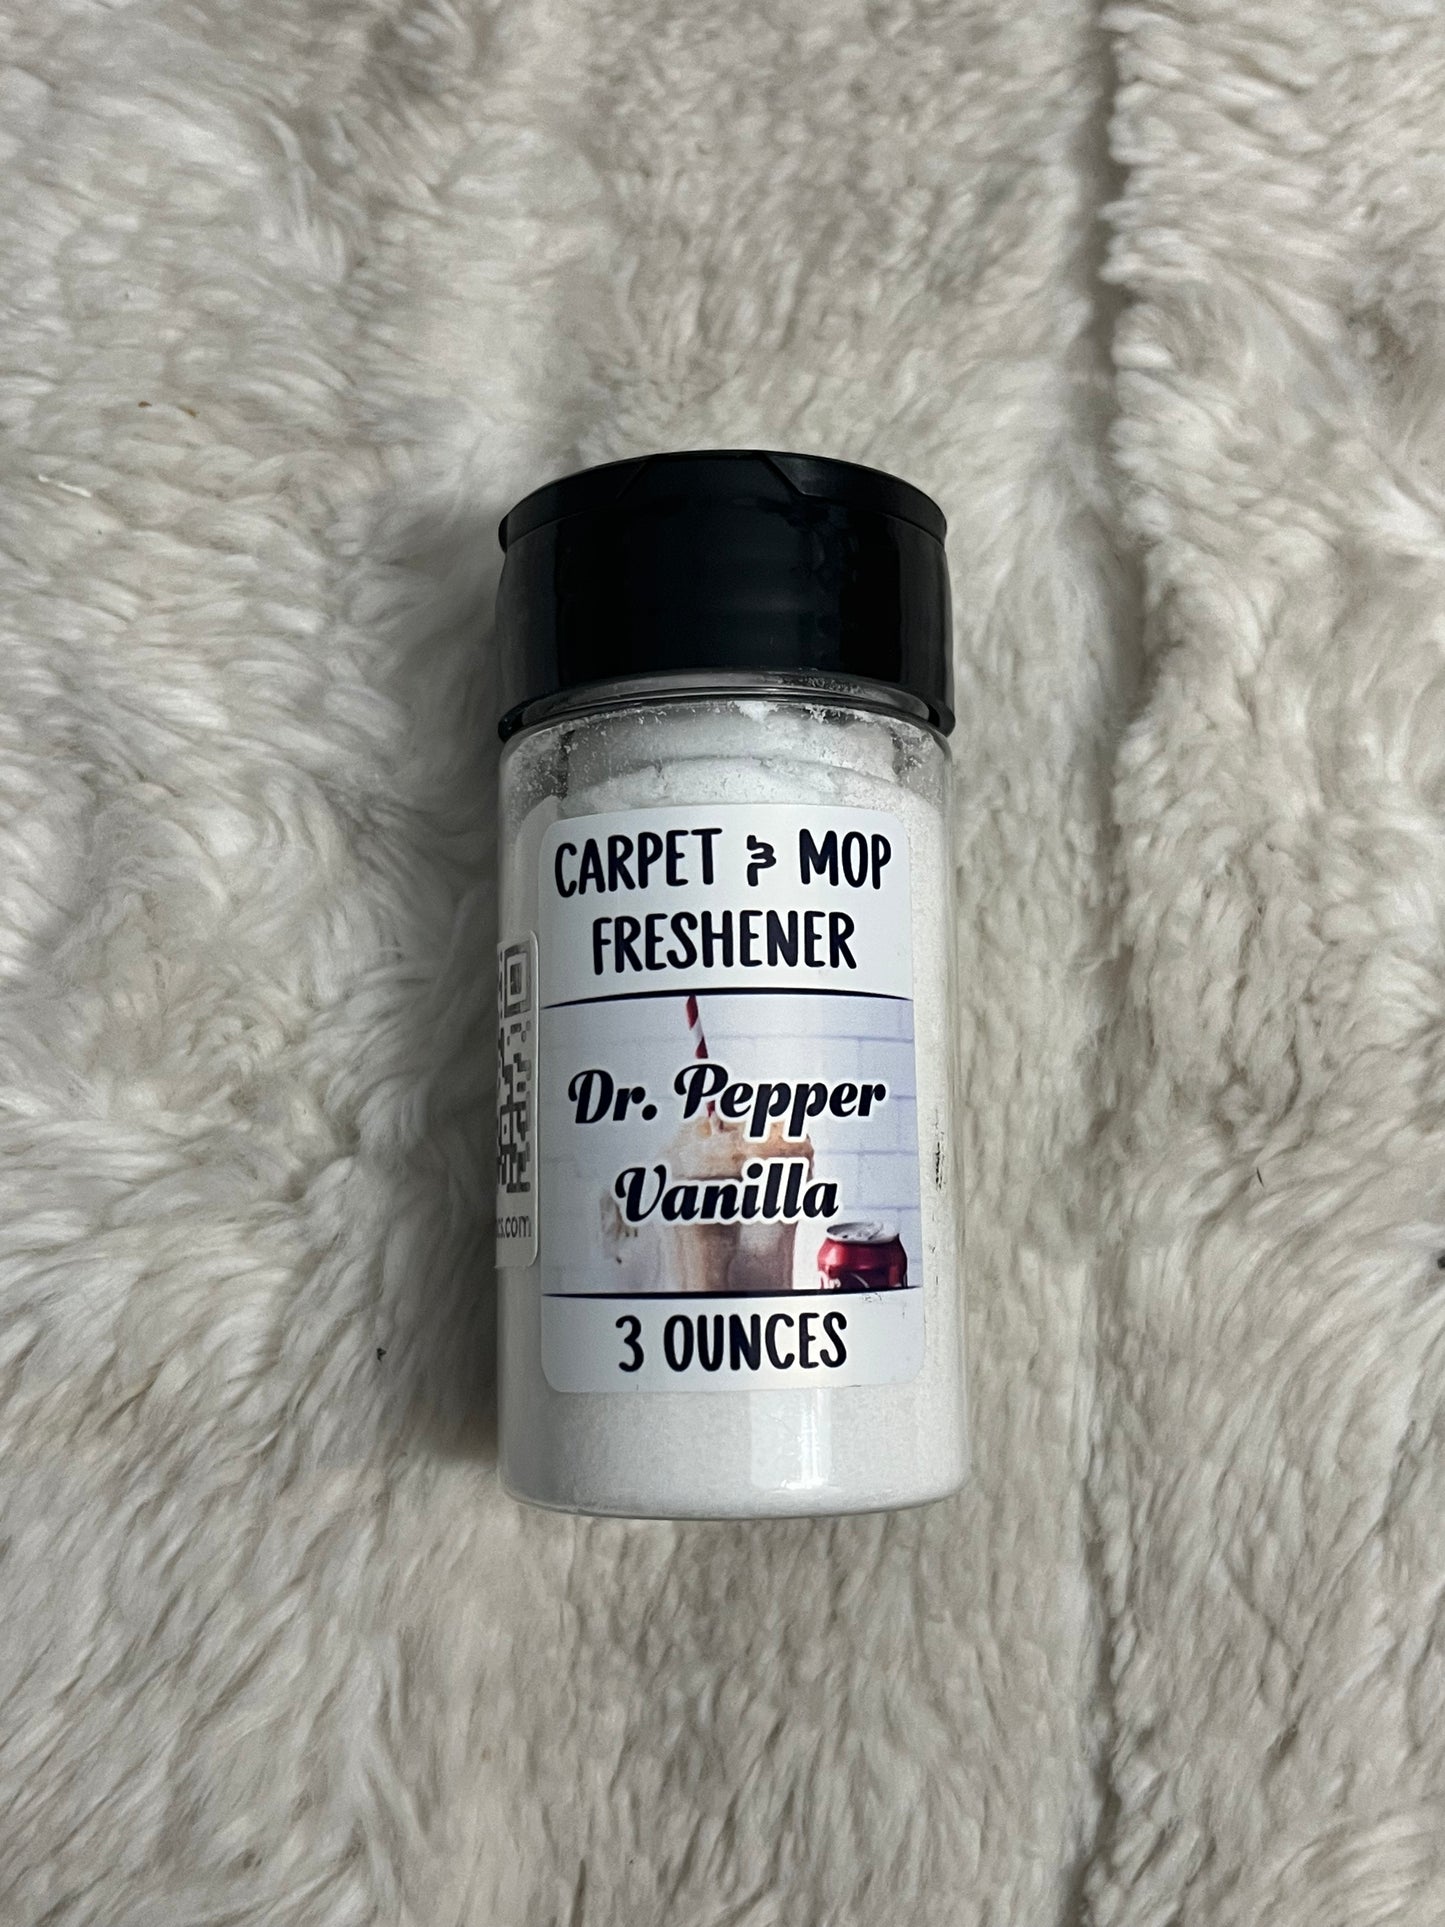 CARPET & MOP
FRESHENER
Dr. Pepper
Vanilla
3 OUNCES